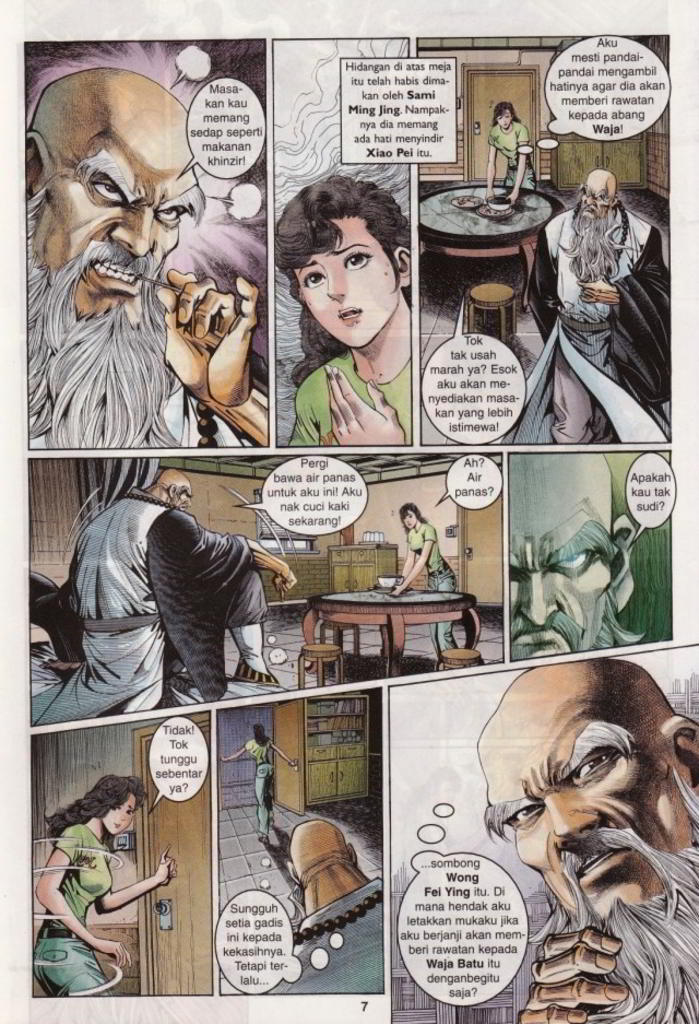 Masa-
kan kau
memang
sedap seperti
makanan
khinzir!
Hidangan di atas meja
itu telah habis dima-
kan oleh Sami
Ming Jing. Nampak-
nya dia memang
ada hati menyindir
Xiao Pei itu.
Aku
mesti pandai-
pandai mengambil
hatinya agar dia akan
memberi rawatan
kepada abang
Waja!
Tok
tak usah
marah ya? Esok
aku akan me-
nyediakan masa-
kan yang lebih
istimewa!
Pergi
bawa air panas
untuk aku ini! Aku
nak cuci kaki
sekarang!
Ah?
Air
panas?
Apakah
kau tak
sudi?
Tidak!
Tok
tunggu
sebentar
ya?
Sungguh
setia gadis
ini kepada
kekasihnya.
Tetapi ter-
lalu...
...sombong
Wong
Fei Ying itu. Di
mana hendak aku
letakkan mukaku jika
aku berjanji akan mem-
beri rawatan kepada
Waja Batu itu
denganbegitu
saja?
7